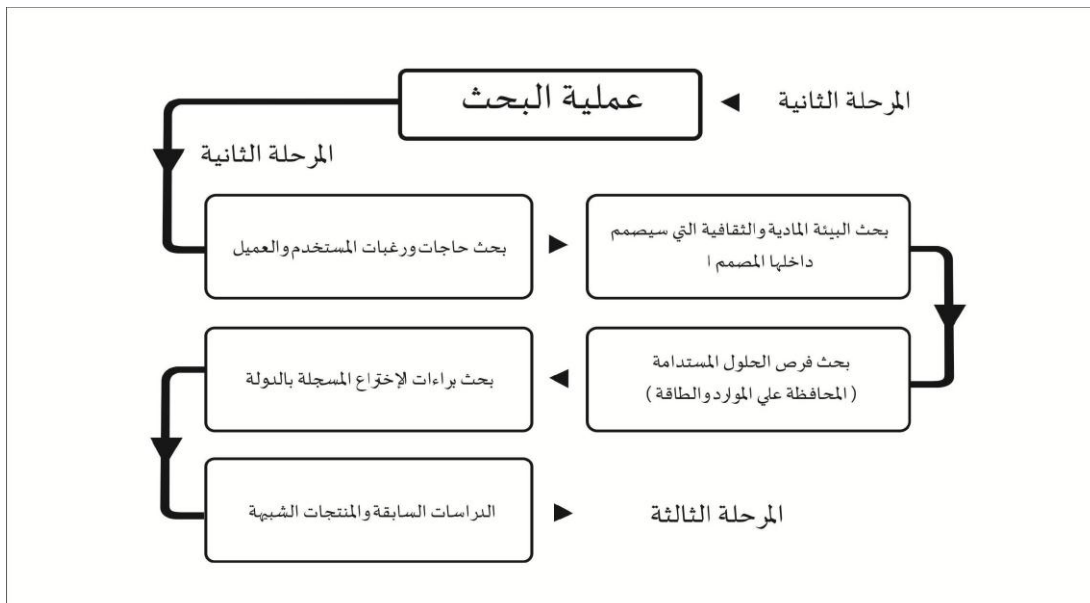 المرحلة الثانية
عملية البحث
المرحلة الثانية
بحث حاجات ورغبات المستخدم والعميل
بحث البيئة المادية والثقافية التي سيصمم
داخلها المصمم ا
بحث فرص الحلول المستدامة
( المحافظة علي الموارد والطاقة )
بحث براءات الإختراع المسجلة بالدولة
الدراسات السابقة والمنتجات الشبيهة
المرحلة الثالثة